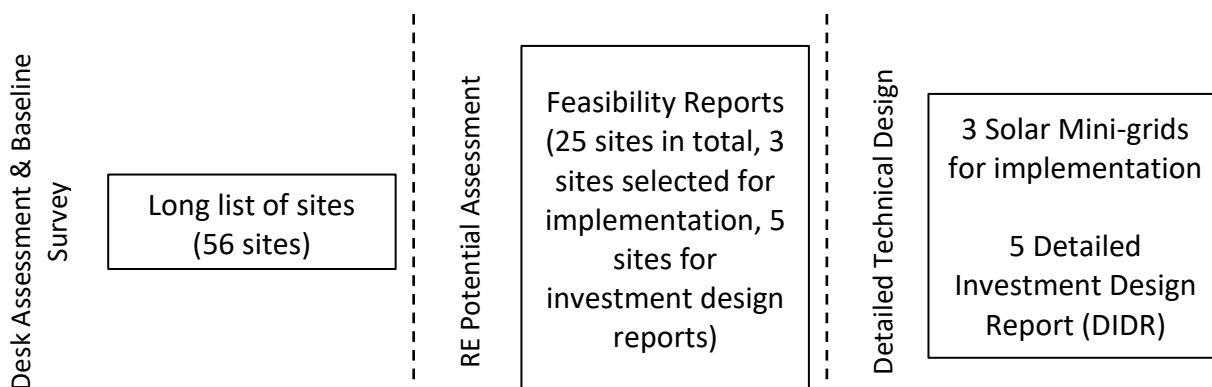 Desk Assessment & Baseline
Survey
Long list of sites
(56 sites)
RE Potential Assessment
Feasibility Reports
(25 sites in total, 3
sites selected for
implementation, 5
sites for
investment design
reports)
Detailed Technical Design
3 Solar Mini-grids
for implementation
5 Detailed
Investment Design
Report (DIDR)